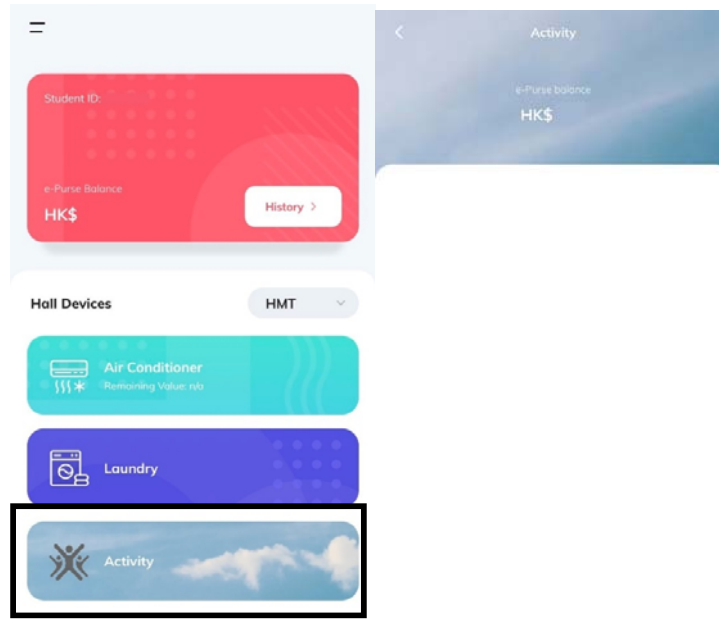 Student ID:
e-Purse Balance
HK$
History >
Hall Devices
HMT
Air Conditioner
Remaining Value: n/a
Laundry
Activity
Activity
e-Purse balance
HK$